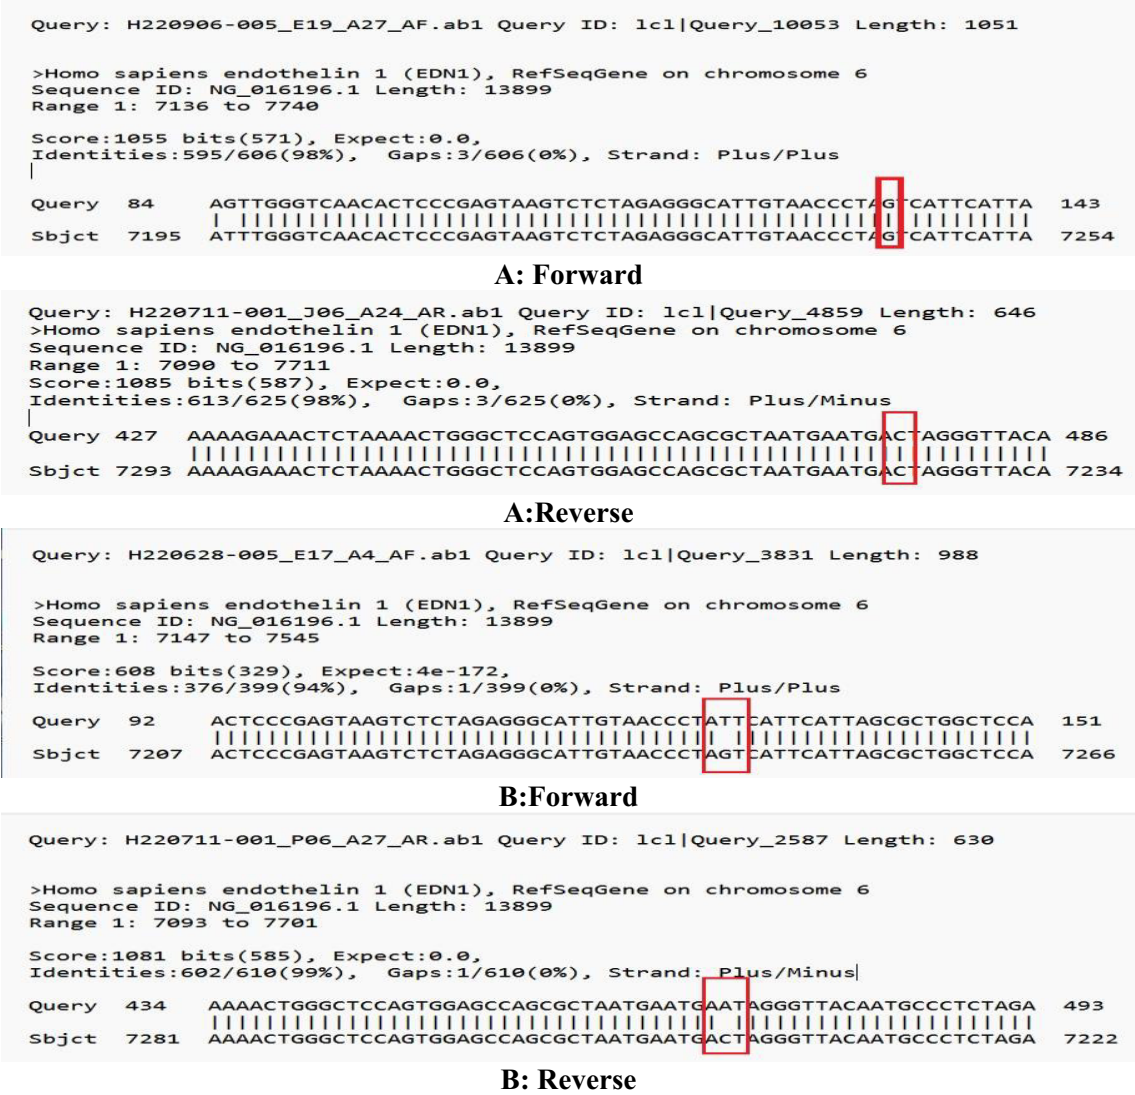 Query: H220906-005_E19_A27_AF.ab1 Query ID: lcl|Query_10053 Length: 1051
>Homo sapiens endothelin 1 (EDN1), RefSeqGene on chromosome 6
Sequence ID: NG_016196.1 Length: 13899
Range 1: 7136 to 7740
Score:1055 bits(571), Expect:0.0,
Identities:595/606(98%), Gaps:3/606(0%), Strand: Plus/Plus
Query 84 AGTTGGGTCAACACTCCCGAGTAAGTCTCTAGAGGGCATTGTAACCCTAGTCATTCATTA 143
Sbjct 7195 ATTTGGGTCAACACTCCCGAGTAAGTCTCTAGAGGGCATTGTAACCCTAGTCATTCATTA 7254
A: Forward
Query: H220711-001_J06_A24_AR.ab1 Query ID: lcl|Query_4859 Length: 646
>Homo sapiens endothelin 1 (EDN1), RefSeqGene on chromosome 6
Sequence ID: NG_016196.1 Length: 13899
Range 1: 7090 to 7711
Score:1085 bits(587), Expect:0.0,
Identities:613/625(98%), Gaps:3/625(0%), Strand: Plus/Minus
Query 427 AAAAGAAACTCTAAAACTGGGCTCCAGTGGAGCCAGCGCTAATGAATGACTAGGGTTACA 486
Sbjct 7293 AAAAGAAACTCTAAAACTGGGCTCCAGTGGAGCCAGCGCTAATGAATGACTAGGGTTACA 7234
A:Reverse
Query: H220628-005_E17_A4_AF.ab1 Query ID: lcl|Query_3831 Length: 988
>Homo sapiens endothelin 1 (EDN1), RefSeqGene on chromosome 6
Sequence ID: NG_016196.1 Length: 13899
Range 1: 7147 to 7545
Score:608 bits(329), Expect:4e-172,
Identities:376/399(94%), Gaps:1/399(0%), Strand: Plus/Plus
Query 92 ACTCCCGAGTAAGTCTCTAGAGGGCATTGTAACCCTATTCATTCATTAGCGCTGGCTCCA 151
Sbjct 7207 ACTCCCGAGTAAGTCTCTAGAGGGCATTGTAACCCTAGTCATTCATTAGCGCTGGCTCCA 7266
B:Forward
Query: H220711-001_P06_A27_AR.ab1 Query ID: lcl|Query_2587 Length: 630
>Homo sapiens endothelin 1 (EDN1), RefSeqGene on chromosome 6
Sequence ID: NG_016196.1 Length: 13899
Range 1: 7093 to 7701
Score:1081 bits(585), Expect:0.0,
Identities:602/610(99%), Gaps:1/610(0%), Strand: Plus/Minus
Query 434 AAAACTGGGCTCCAGTGGAGCCAGCGCTAATGAATGAATAGGGTTACAATGCCCTCTAGA 493
Sbjct 7281 AAAACTGGGCTCCAGTGGAGCCAGCGCTAATGAATGACTAGGGTTACAATGCCCTCTAGA 7222
B: Reverse